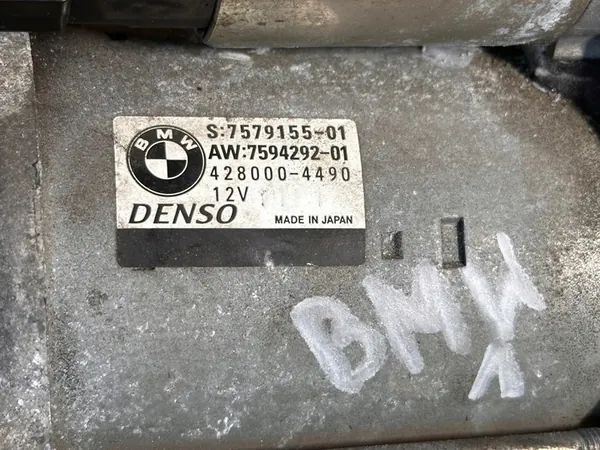 BMW
S:7579155-01
AW:7594292-01
428000-4490
12V
DENSO
MADE IN JAPAN
BMW
X